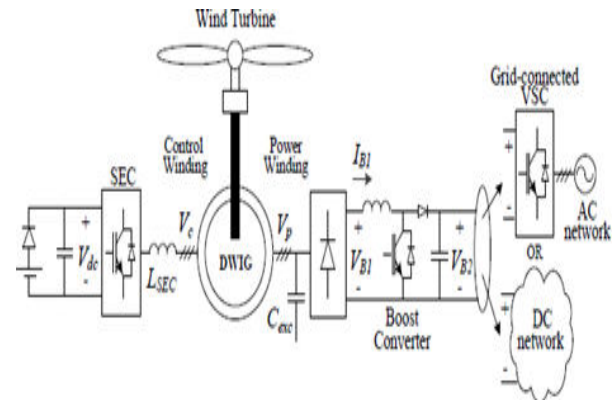 Wind Turbine
Grid-connected
VSC
Control
Winding
Power
Winding
I_B1
SEC
+
-
AC
network
+
V_dc
-
V_c
V_p
DWIG
L_SEC
C_exc
+
V_B1
-
+
V_B2
-
OR
Boost
Converter
+
DC
network
-